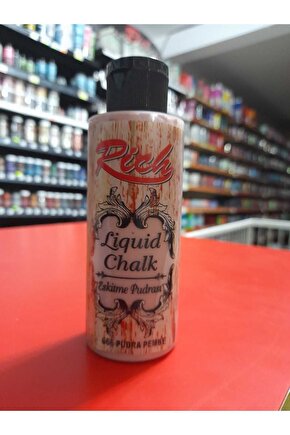 Rich
Liquid
Chalk
Eskitme Pudrası
666 PUDRA PEMBE